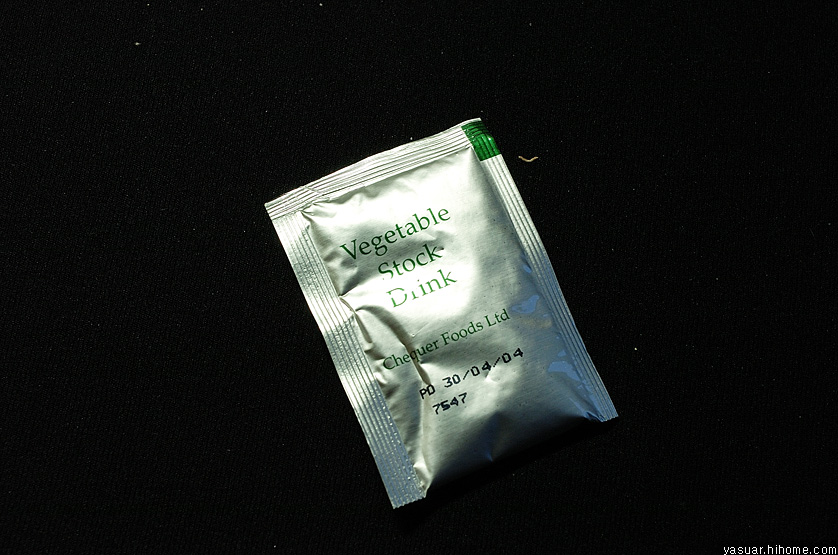 Vegetable
Stock
Drink
Chequer Foods Ltd
PD 30/04/04
7547
yasuar.hihome.com